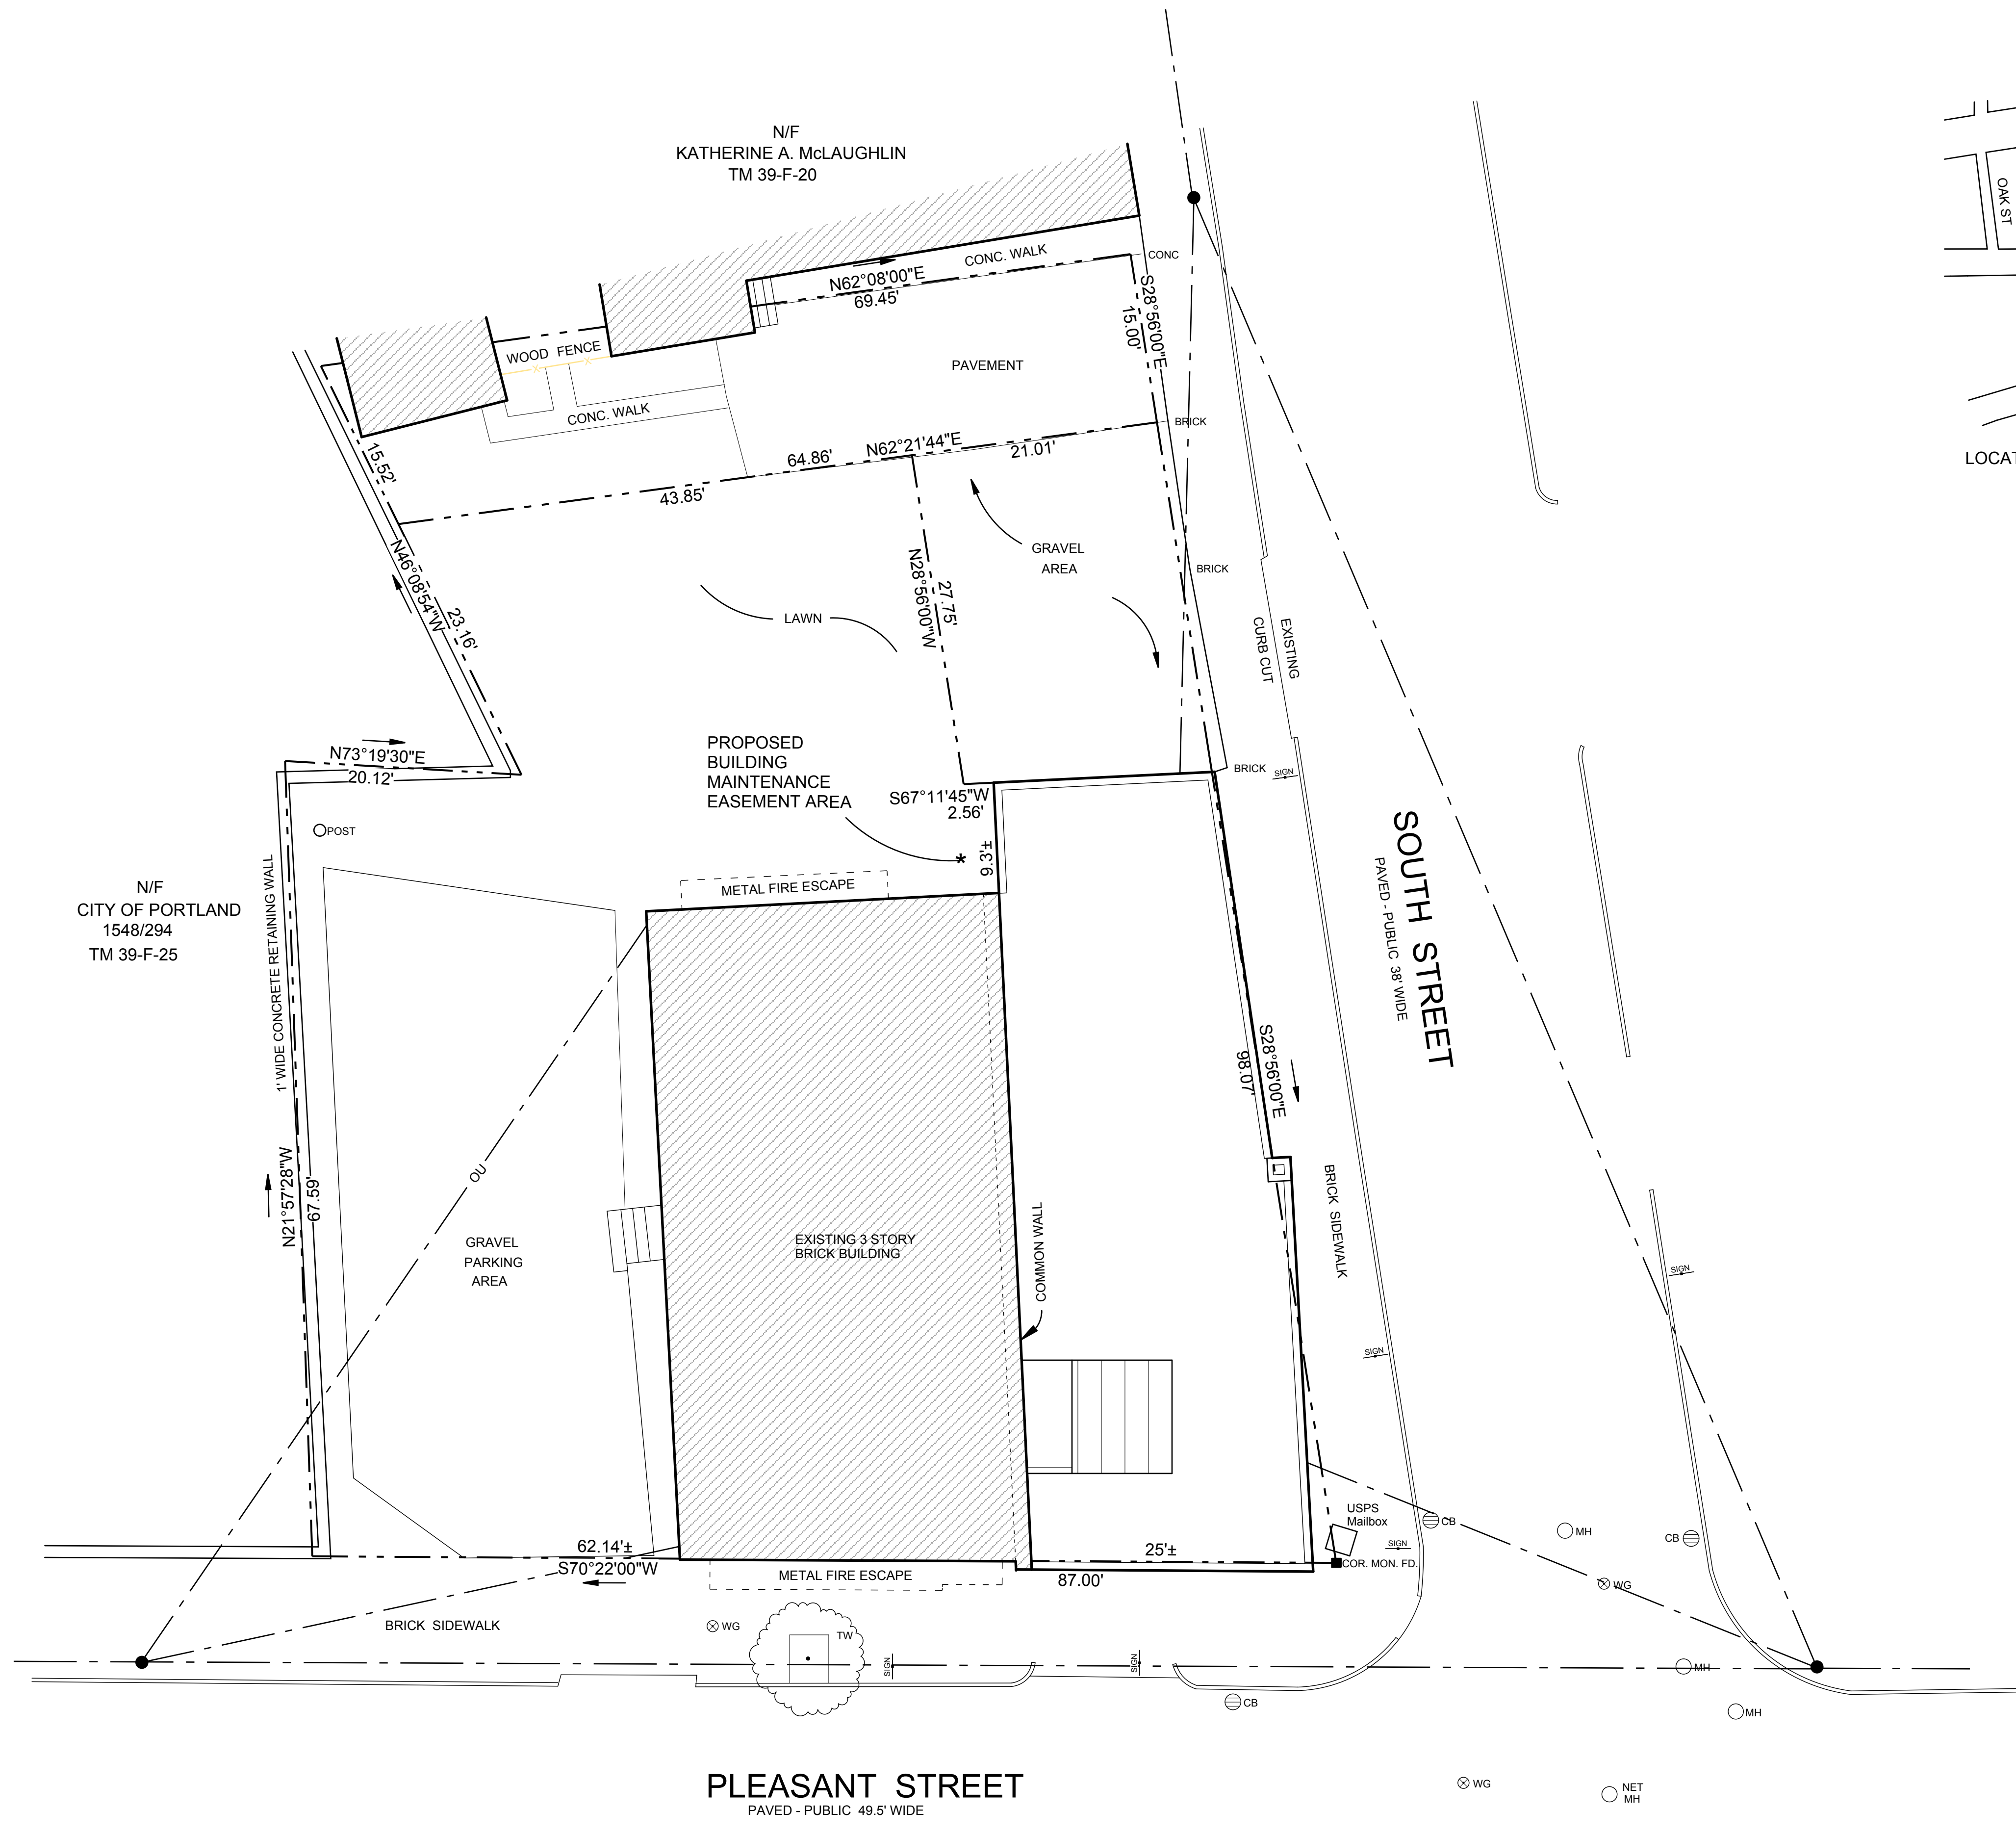 N/F
KATHERINE A. McLAUGHLIN
TM 39-F-20
OAK ST
LOCAT
CONC. WALK
N62°08'00"E
69.45'
CONC
S28°56'00"E
15.00'
WOOD FENCE
X X
CONC. WALK
PAVEMENT
BRICK
15.52'
64.86'
N62°21'44"E
21.01'
43.85'
N46°08'54"W
23.16'
N28°56'00"W
27.75'
GRAVEL
AREA
BRICK
LAWN
EXISTING
CURB CUT
N73°19'30"E
20.12'
PROPOSED
BUILDING
MAINTENANCE
EASEMENT AREA
S67°11'45"W
2.56'
BRICK
SIGN
POST
*
9.3'±
METAL FIRE ESCAPE
SOUTH STREET
PAVED - PUBLIC 38' WIDE
N/F
CITY OF PORTLAND
1548/294
TM 39-F-25
1' WIDE CONCRETE RETAINING WALL
S28°56'00"E
98.07'
OU
N21°57'28"W
67.59'
GRAVEL
PARKING
AREA
EXISTING 3 STORY
BRICK BUILDING
COMMON WALL
BRICK SIDEWALK
SIGN
SIGN
USPS
Mailbox
CB
MH
CB
SIGN
COR. MON. FD.
62.14'±
S70°22'00"W
25'±
87.00'
METAL FIRE ESCAPE
WG
BRICK SIDEWALK
WG
TW
SIGN
SIGN
MH
CB
MH
PLEASANT STREET
PAVED - PUBLIC 49.5' WIDE
WG
NET
MH